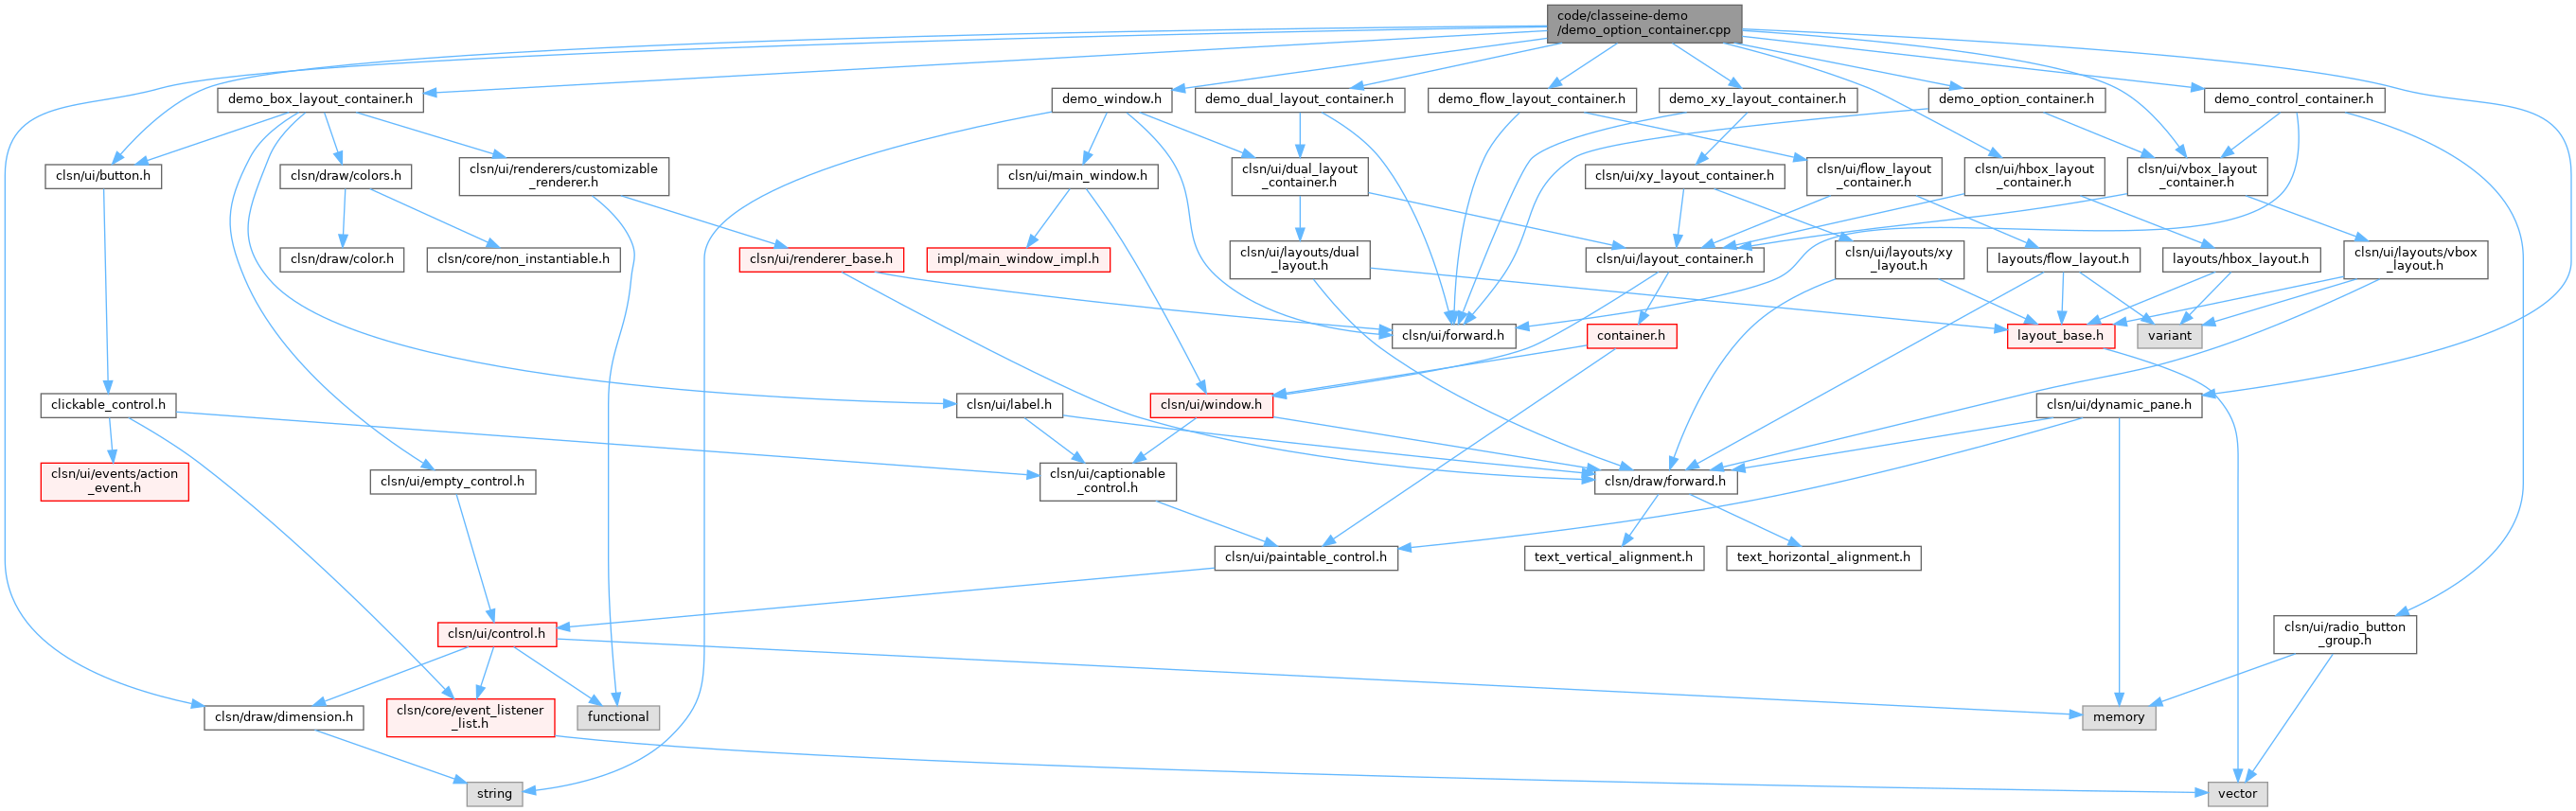 code/classeine-demo
/demo_option_container.cpp
demo_box_layout_container.h
demo_window.h
demo_dual_layout_container.h
demo_flow_layout_container.h
demo_xy_layout_container.h
demo_option_container.h
demo_control_container.h
clsn/ui/button.h
clsn/draw/colors.h
clsn/ui/renderers/customizable
_renderer.h
clsn/ui/main_window.h
clsn/ui/dual_layout
_container.h
clsn/ui/xy_layout_container.h
clsn/ui/flow_layout
_container.h
clsn/ui/hbox_layout
_container.h
clsn/ui/vbox_layout
_container.h
clsn/draw/color.h
clsn/core/non_instantiable.h
clsn/ui/renderer_base.h
impl/main_window_impl.h
clsn/ui/layouts/dual
_layout.h
clsn/ui/layout_container.h
clsn/ui/layouts/xy
_layout.h
layouts/flow_layout.h
layouts/hbox_layout.h
clsn/ui/layouts/vbox
_layout.h
clsn/ui/forward.h
container.h
layout_base.h
variant
clickable_control.h
clsn/ui/label.h
clsn/ui/window.h
clsn/ui/dynamic_pane.h
clsn/ui/events/action
_event.h
clsn/ui/empty_control.h
clsn/ui/captionable
_control.h
clsn/draw/forward.h
clsn/ui/paintable_control.h
text_vertical_alignment.h
text_horizontal_alignment.h
clsn/ui/control.h
clsn/ui/radio_button
_group.h
clsn/draw/dimension.h
clsn/core/event_listener
_list.h
functional
memory
string
vector